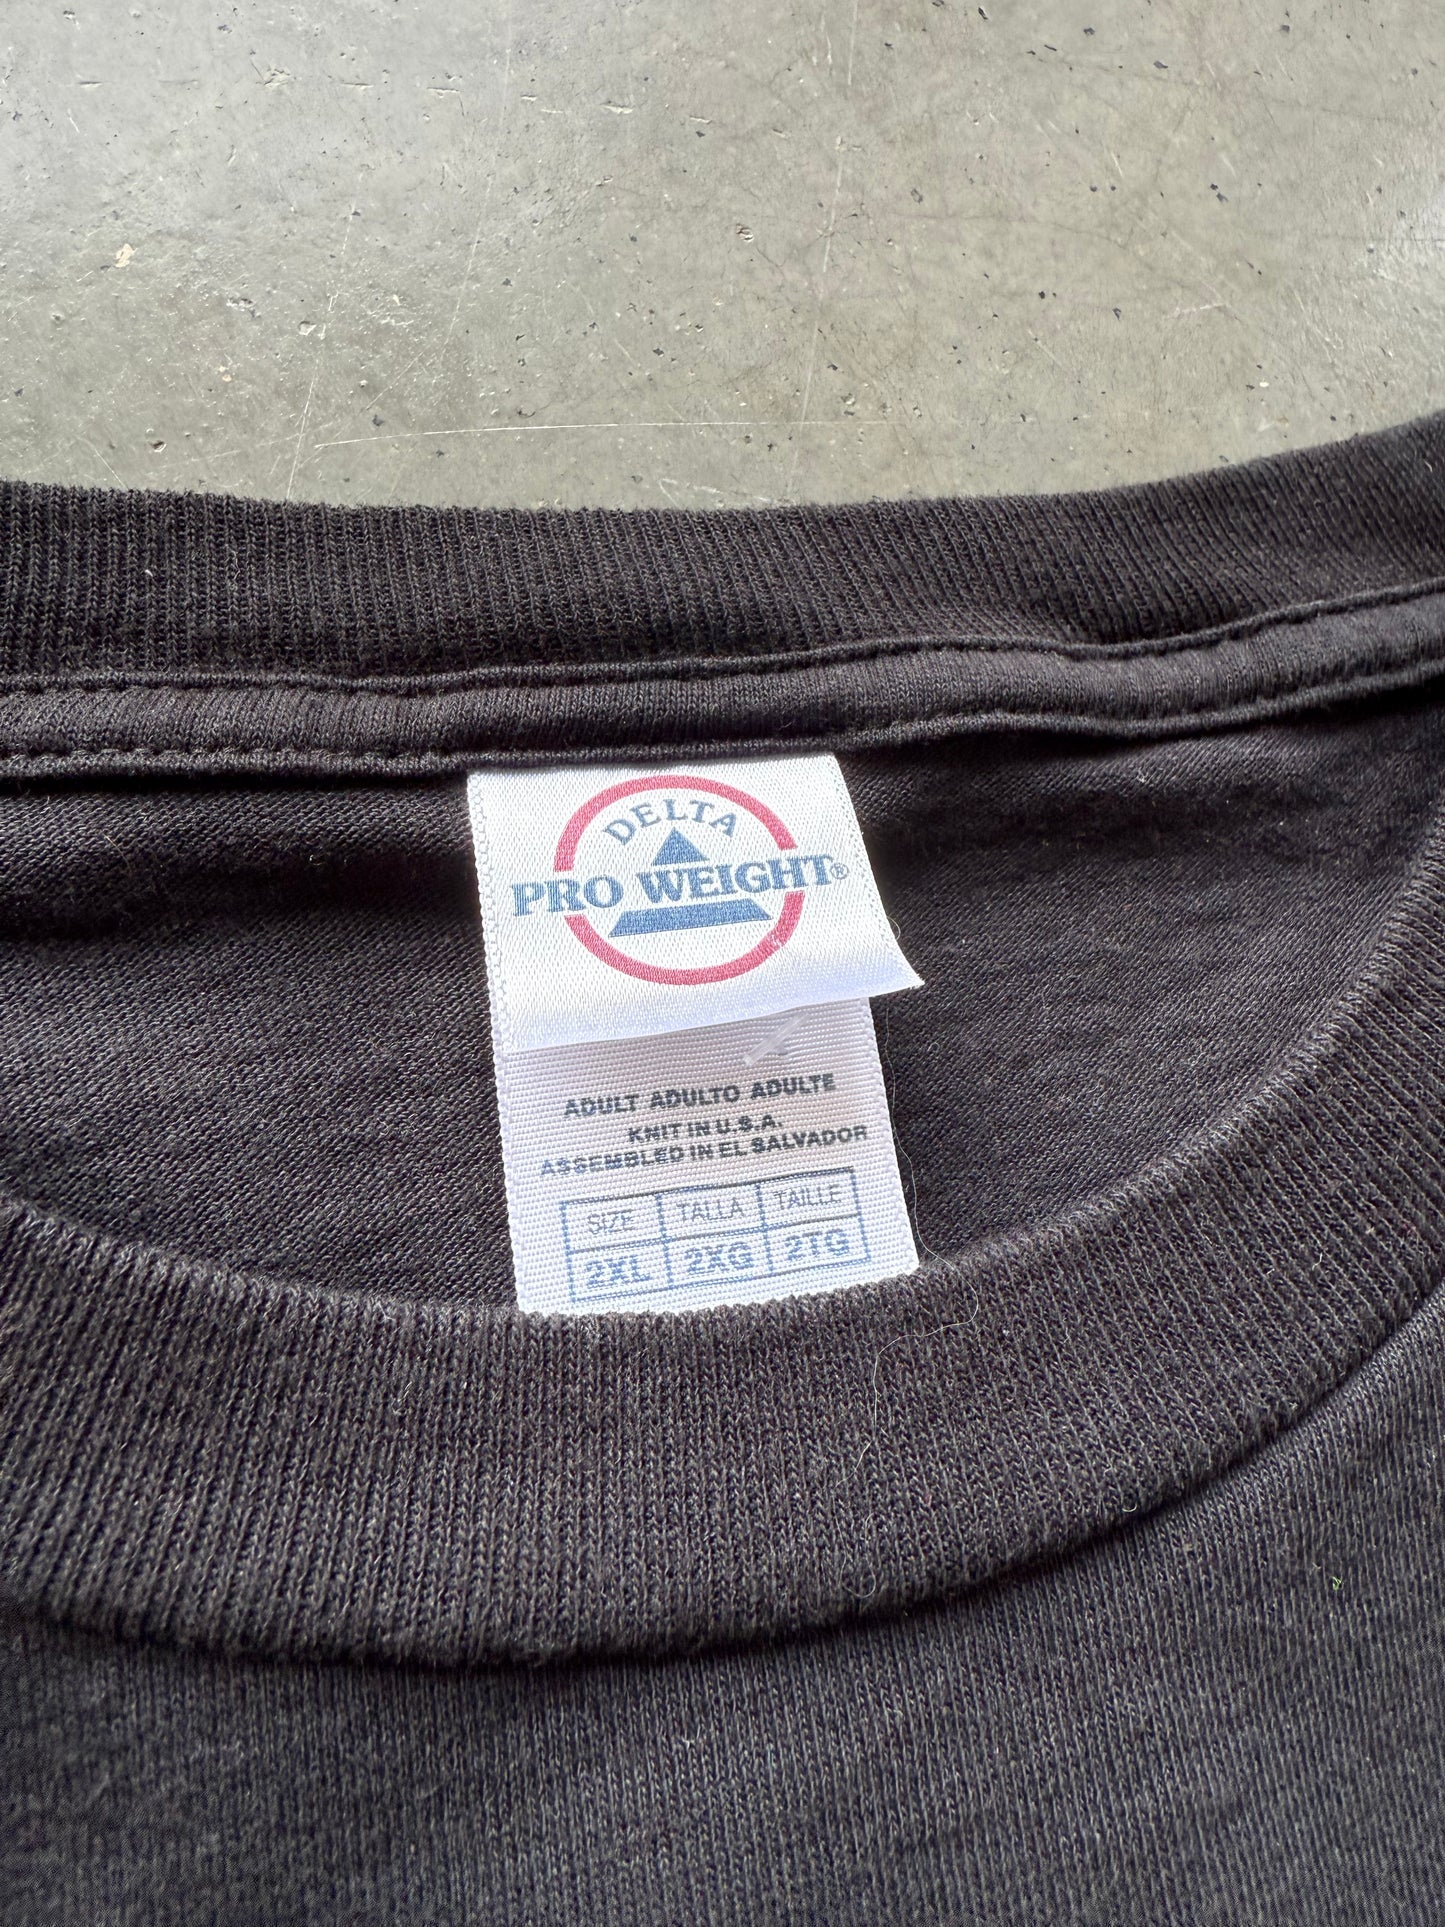 DELTA
PRO WEIGHT®
ADULT ADULTO ADULTE
KNIT IN U.S.A.
ASSEMBLED IN EL SALVADOR
SIZE TALLA TAILLE
2XL 2XG 2TG